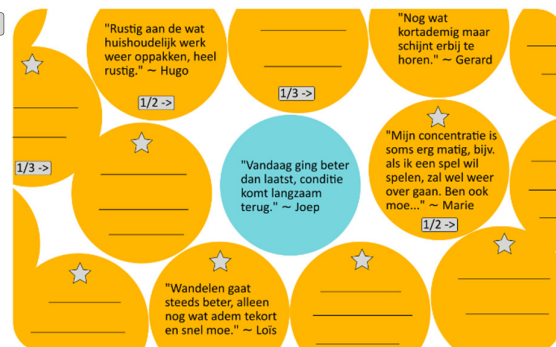 "Rustig aan de wat
huishoudelijk werk
weer oppakken, heel
rustig." ~ Hugo
1/2 ->
1/3 ->
"Nog wat
kortademig maar
schijnt erbij te
horen." ~ Gerard
1/3 ->
"Vandaag ging beter
dan laatst, conditie
komt langzaam
terug." ~ Joep
"Mijn concentratie is
soms erg matig, bijv.
als ik een spel wil
spelen, zal wel weer
over gaan. Ben ook
moe..." ~ Marie
1/2 ->
"Wandelen gaat
steeds beter, alleen
nog wat adem tekort
en snel moe." ~ Loïs